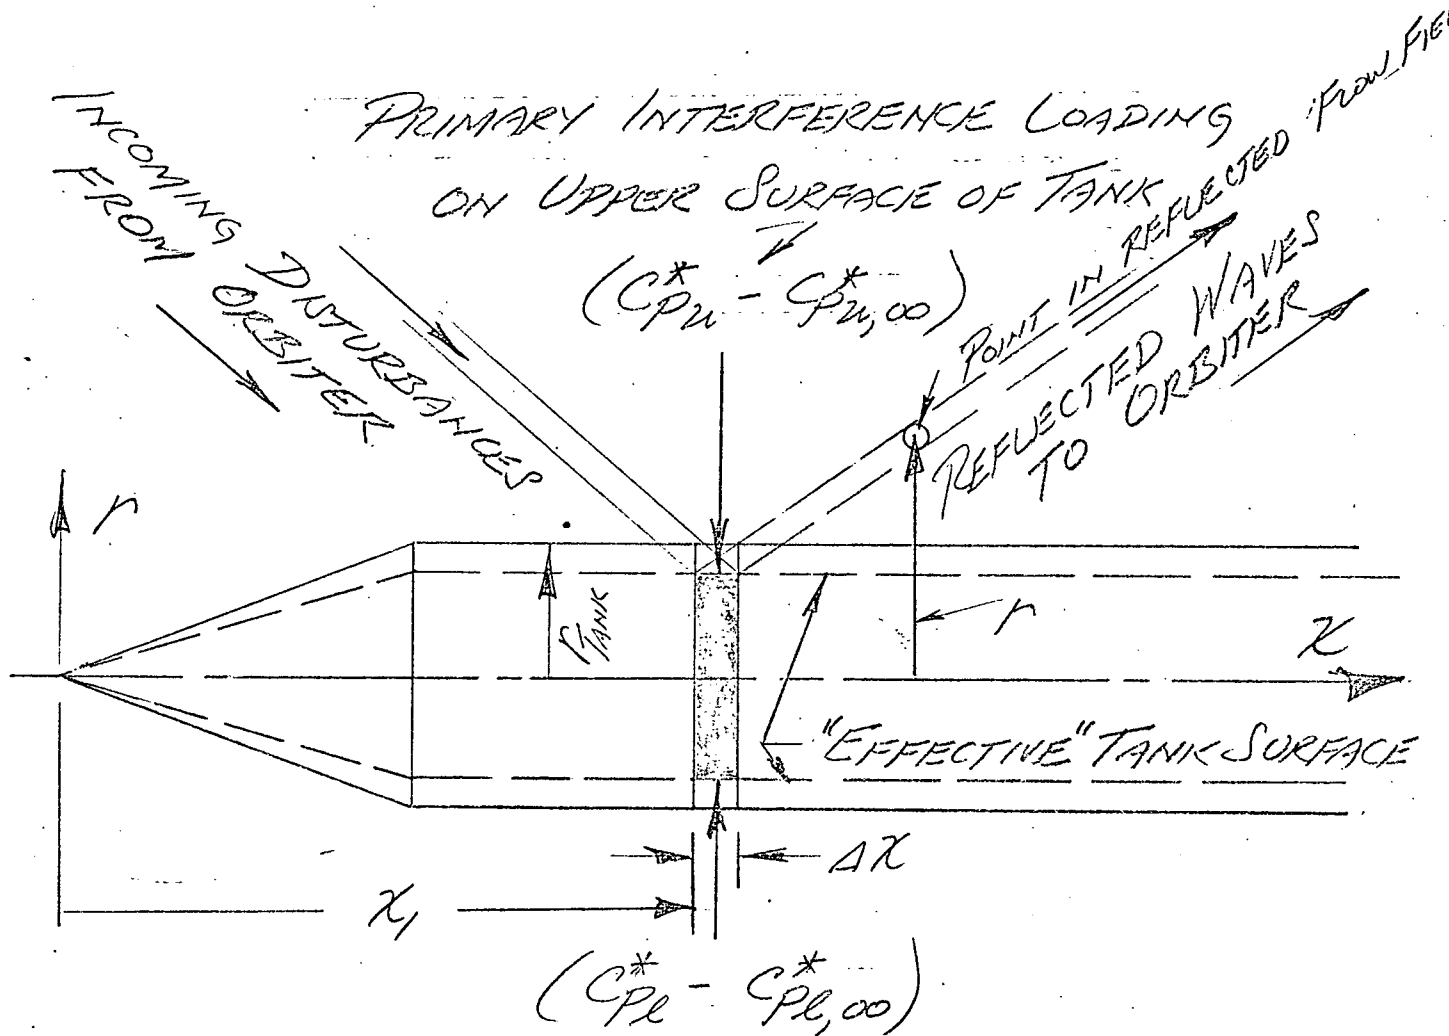 INCOMING DISTURBANCES
FROM ORBITER
PRIMARY INTERFERENCE LOADING
ON UPPER SURFACE OF TANK
(C*Pu - C*Pu,∞)
POINT IN REFLECTED FLOW
REFLECTED WAVES
TO ORBITER
r
rTANK
r
X
"EFFECTIVE" TANK SURFACE
ΔX
X1
(C*Pl - C*Pl,∞)